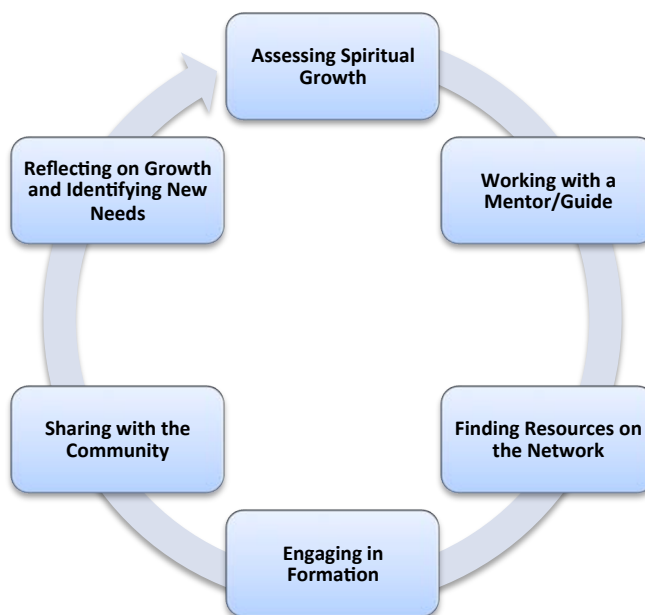 Assessing Spiritual
Growth
Working with a
Mentor/Guide
Finding Resources on
the Network
Engaging in
Formation
Sharing with the
Community
Reflecting on Growth
and Identifying New
Needs